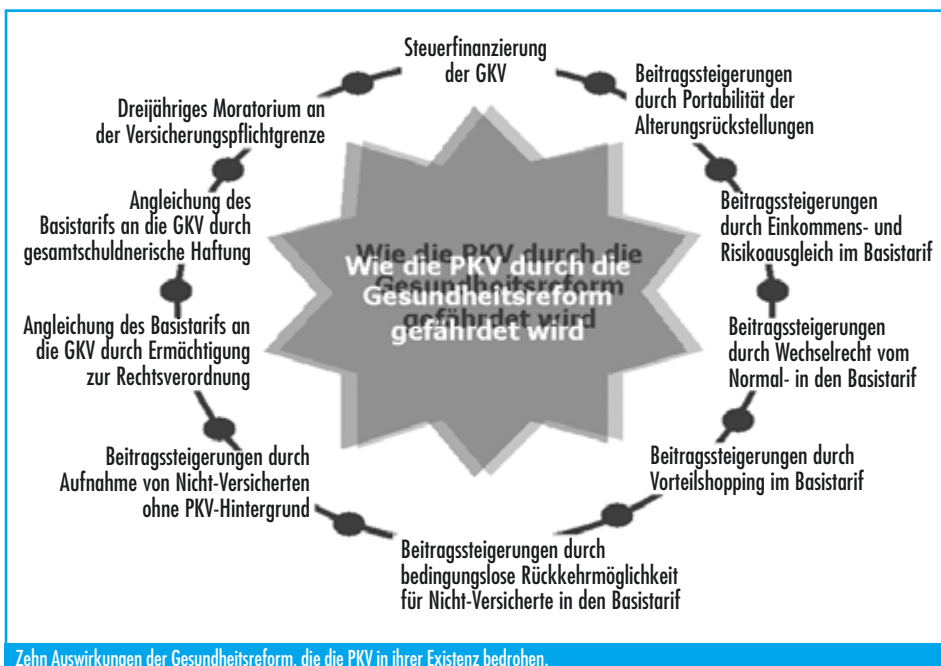 Steuerfinanzierung
der GKV
Beitragssteigerungen
durch Portabilität der
Alterungsrückstellungen
Beitragssteigerungen
durch Einkommens- und
Risikoausgleich im Basistarif
Beitragssteigerungen
durch Wechselrecht vom
Normal- in den Basistarif
Beitragssteigerungen durch
Vorteilshopping im Basistarif
Beitragssteigerungen durch
bedingungslose Rückkehrmöglichkeit
für Nicht-Versicherte in den Basistarif
Beitragssteigerungen durch
Aufnahme von Nicht-Versicherten
ohne PKV-Hintergrund
Angleichung des Basistarifs an
die GKV durch Ermächtigung
zur Rechtsverordnung
Angleichung des
Basistarifs an die GKV durch
gesamtschuldnerische Haftung
Dreijähriges Moratorium an
der Versicherungspflichtgrenze
Wie die PKV durch die
Gesundheitsreform
gefährdet wird
Zehn Auswirkungen der Gesundheitsreform, die die PKV in ihrer Existenz bedrohen.